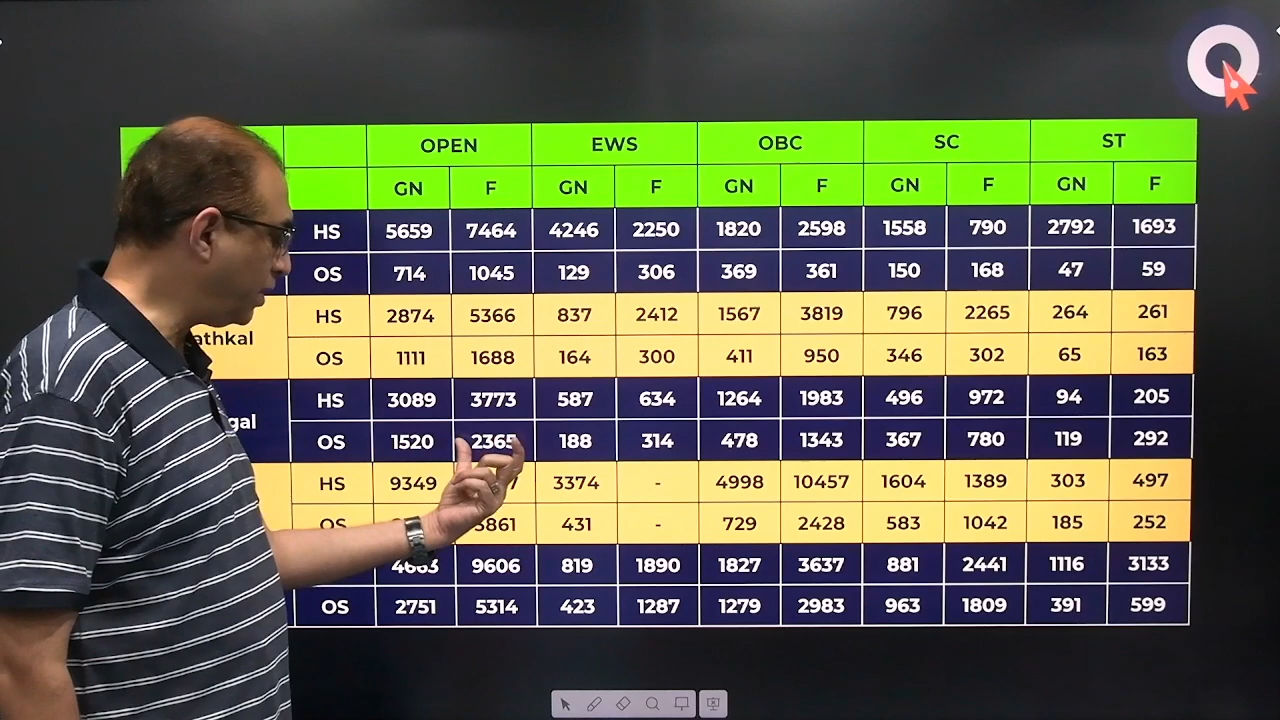 OPEN EWS OBC SC ST
GN F GN F GN F GN F GN F
HS 5659 7464 4246 2250 1820 2598 1558 790 2792 1693
OS 714 1045 129 306 369 361 150 168 47 59
athkal HS 2874 5366 837 2412 1567 3819 796 2265 264 261
OS 1111 1688 164 300 411 950 346 302 65 163
gal HS 3089 3773 587 634 1264 1983 496 972 94 205
OS 1520 2365 188 314 478 1343 367 780 119 292
HS 9349 3374 - 4998 10457 1604 1389 303 497
OS 5861 431 - 729 2428 583 1042 185 252
4663 9606 819 1890 1827 3637 881 2441 1116 3133
OS 2751 5314 423 1287 1279 2983 963 1809 391 599